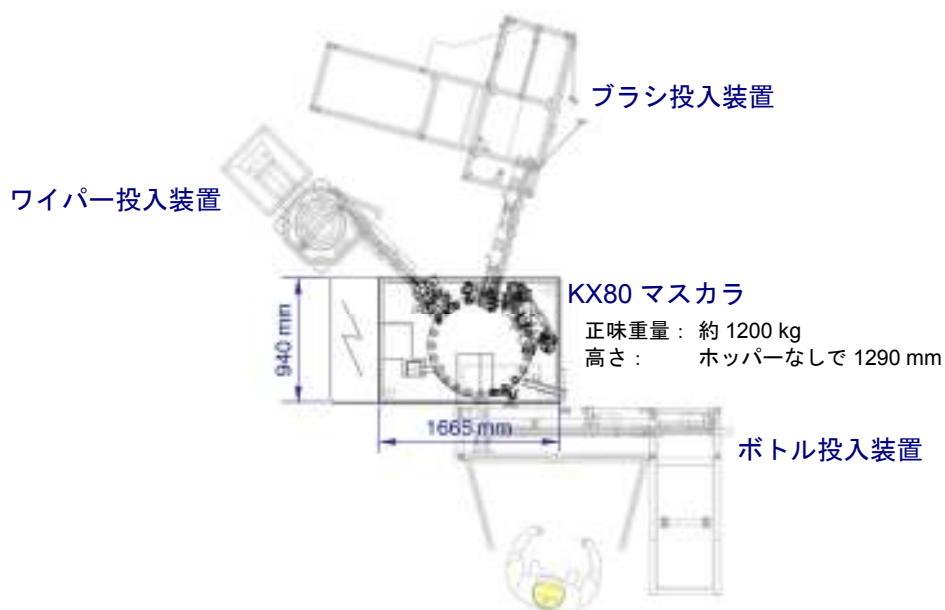 ブラシ投入装置
ワイパー投入装置
KX80 マスカラ
正味重量： 約 1200 kg
高さ： ホッパーなしで 1290 mm
940 mm
1665 mm
ボトル投入装置